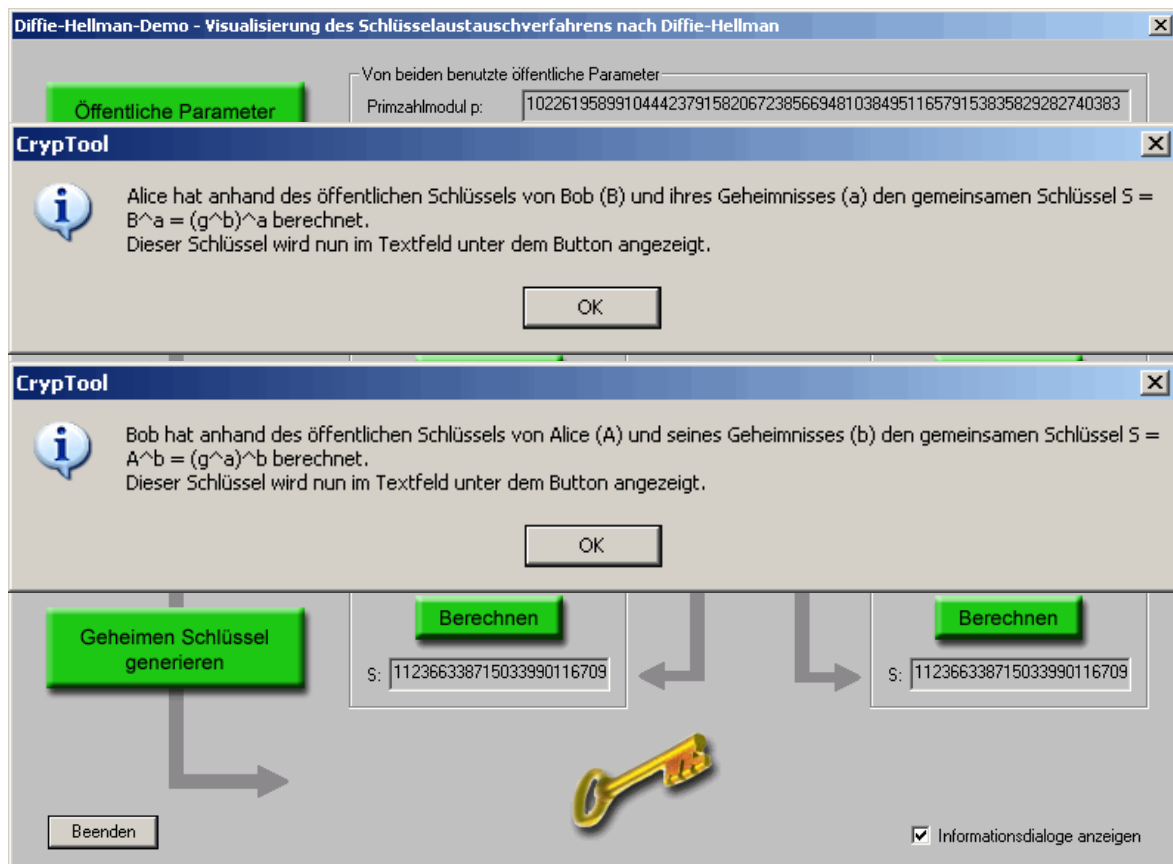 Diffie-Hellman-Demo - Visualisierung des Schlüsselaustauschverfahrens nach Diffie-Hellman
Von beiden benutzte öffentliche Parameter
Öffentliche Parameter
Primzahlmodul p:
102261958991044423791582067238566948103849511657915383582928274 0383
CrypTool
Alice hat anhand des öffentlichen Schlüssels von Bob (B) und ihres Geheimnisses (a) den gemeinsamen Schlüssel S =
B^a = (g^b)^a berechnet.
Dieser Schlüssel wird nun im Textfeld unter dem Button angezeigt.
OK
CrypTool
Bob hat anhand des öffentlichen Schlüssels von Alice (A) und seines Geheimnisses (b) den gemeinsamen Schlüssel S =
A^b = (g^a)^b berechnet.
Dieser Schlüssel wird nun im Textfeld unter dem Button angezeigt.
OK
Geheimen Schlüssel
generieren
Berechnen
S: 112366338715033990116709
Berechnen
S: 112366338715033990116709
Beenden
Informationsdialoge anzeigen